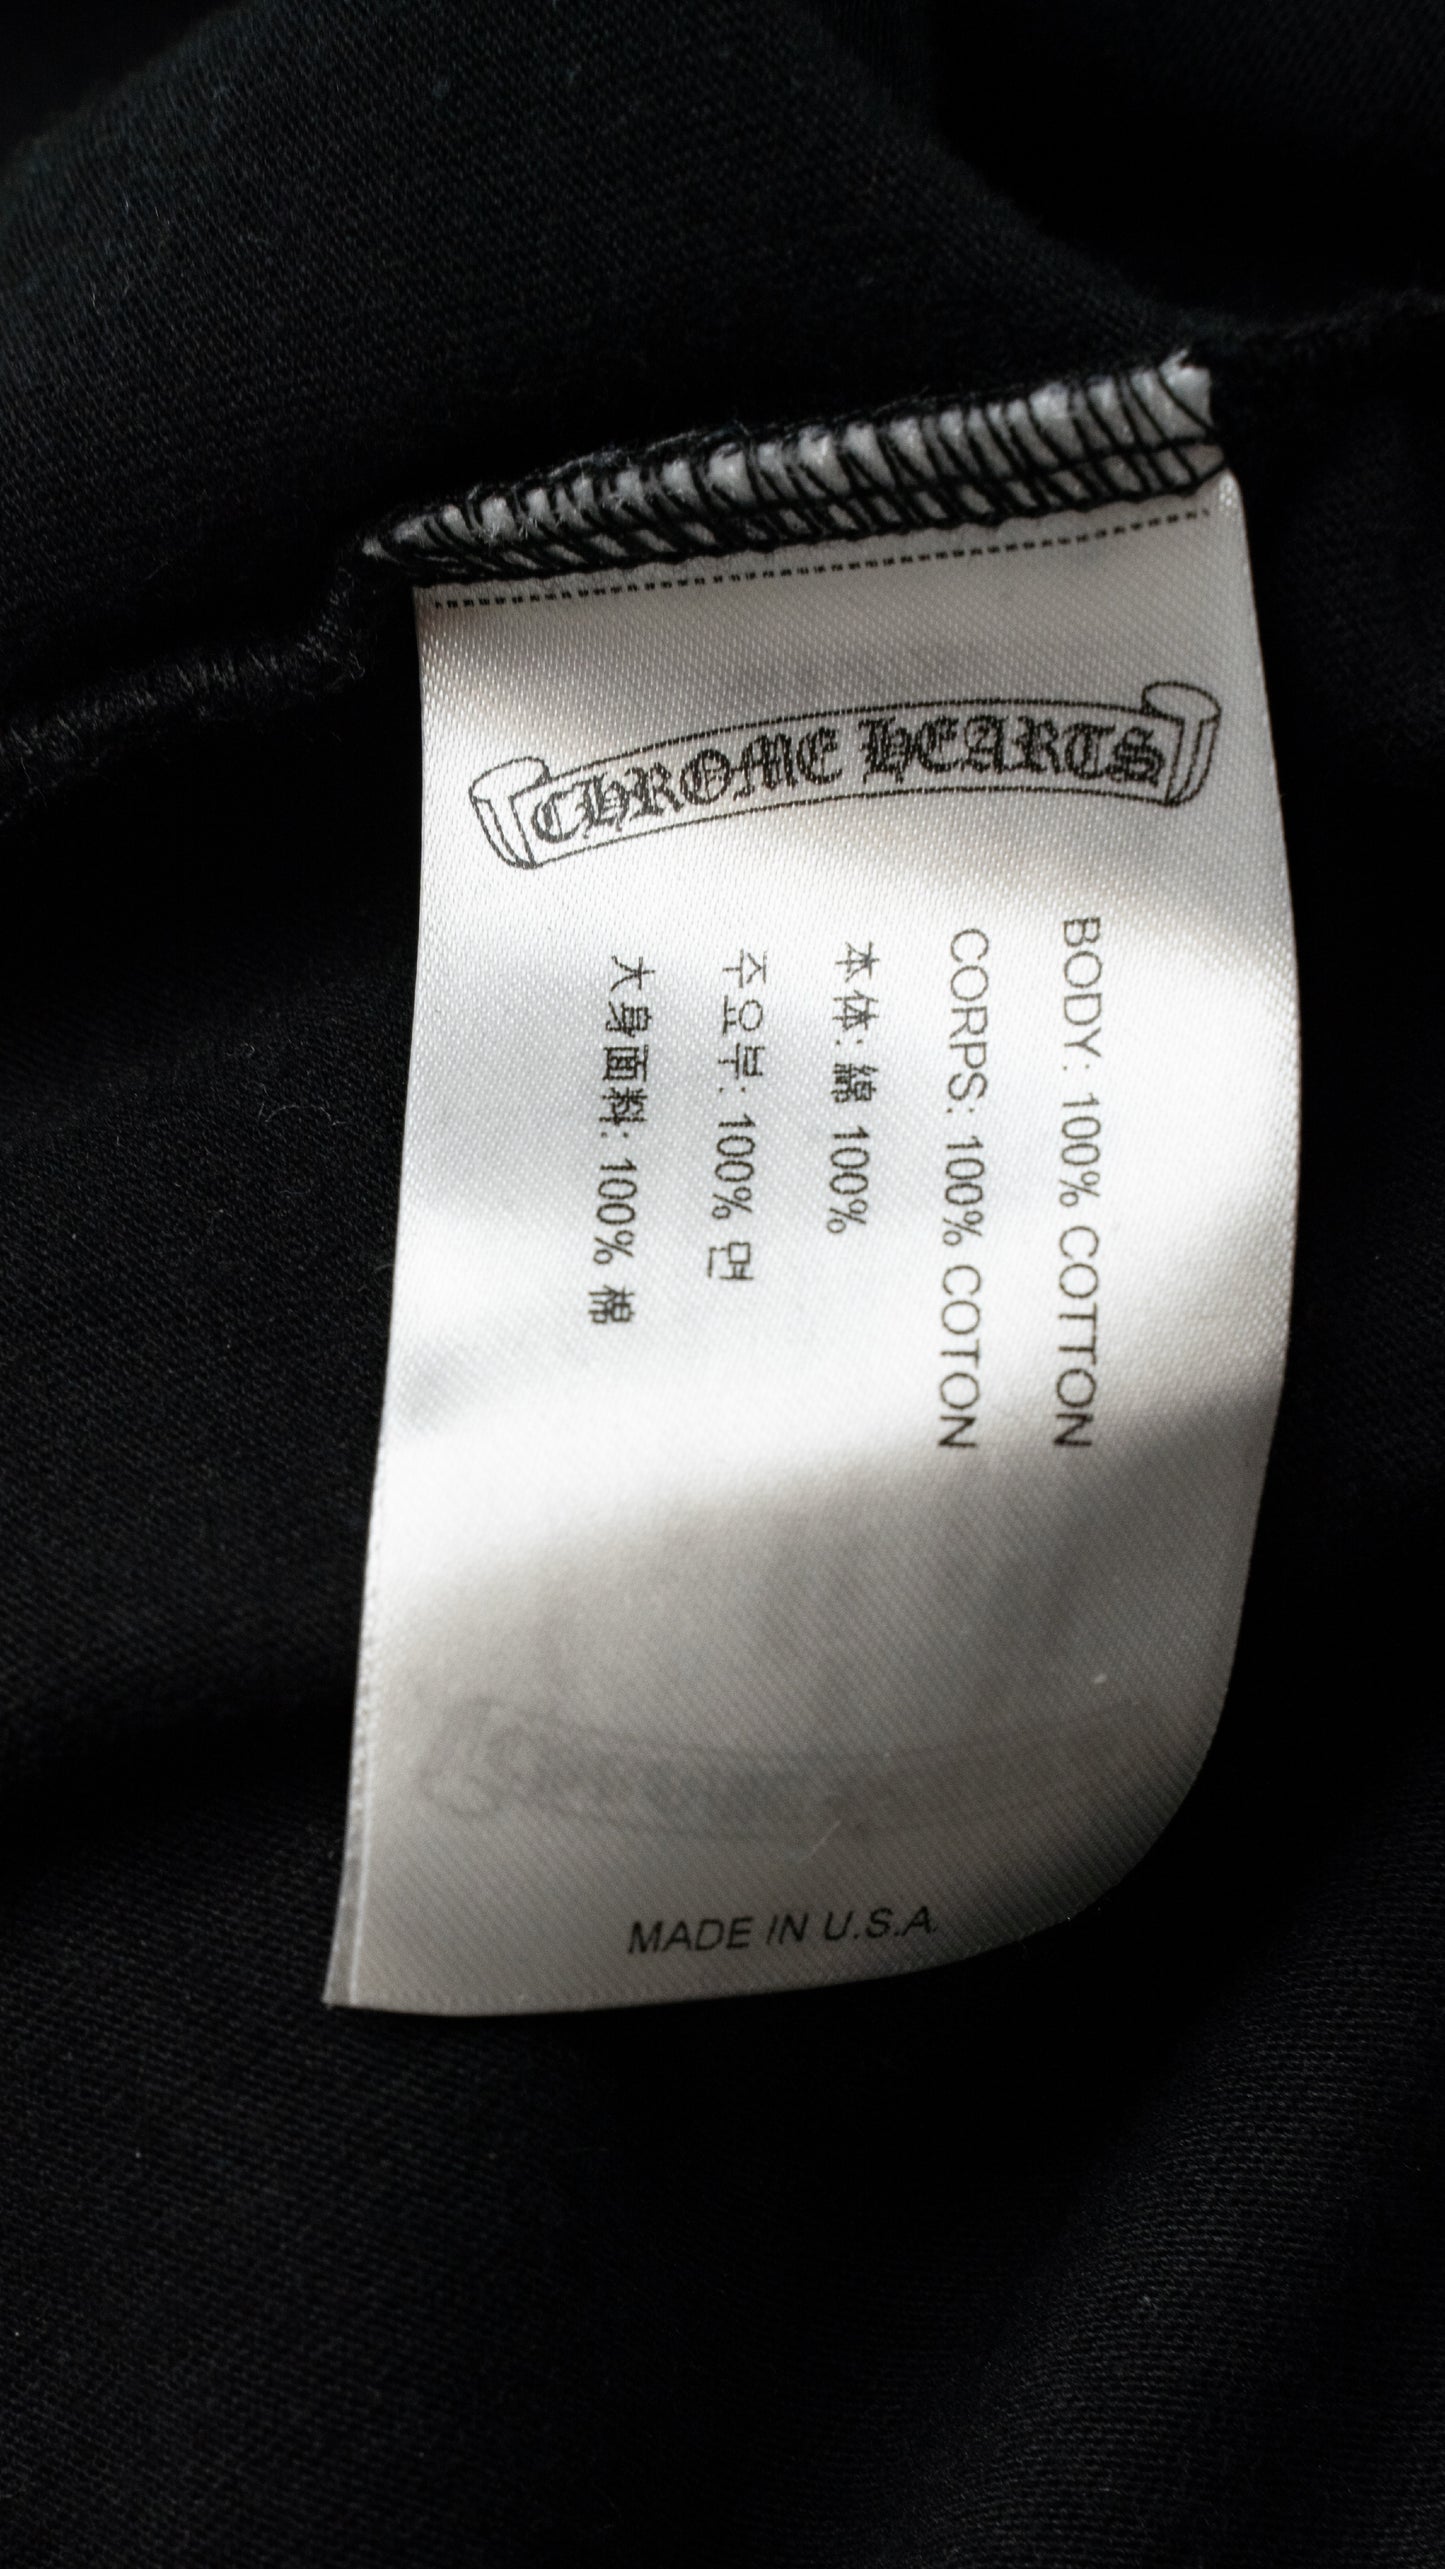 CHROME HEARTS
BODY: 100% COTTON
CORPS: 100% COTON
本体: 綿 100%
주요부: 100% 면
大身面料: 100% 棉
MADE IN U.S.A.